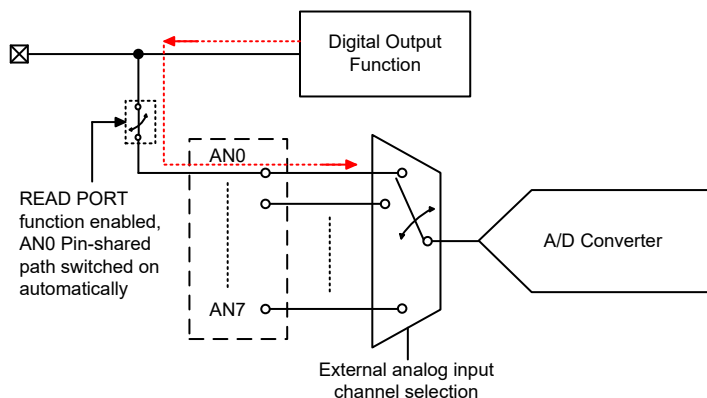 Digital Output
Function
AN0
READ PORT
function enabled,
AN0 Pin-shared
path switched on
automatically
A/D Converter
AN7
External analog input
channel selection